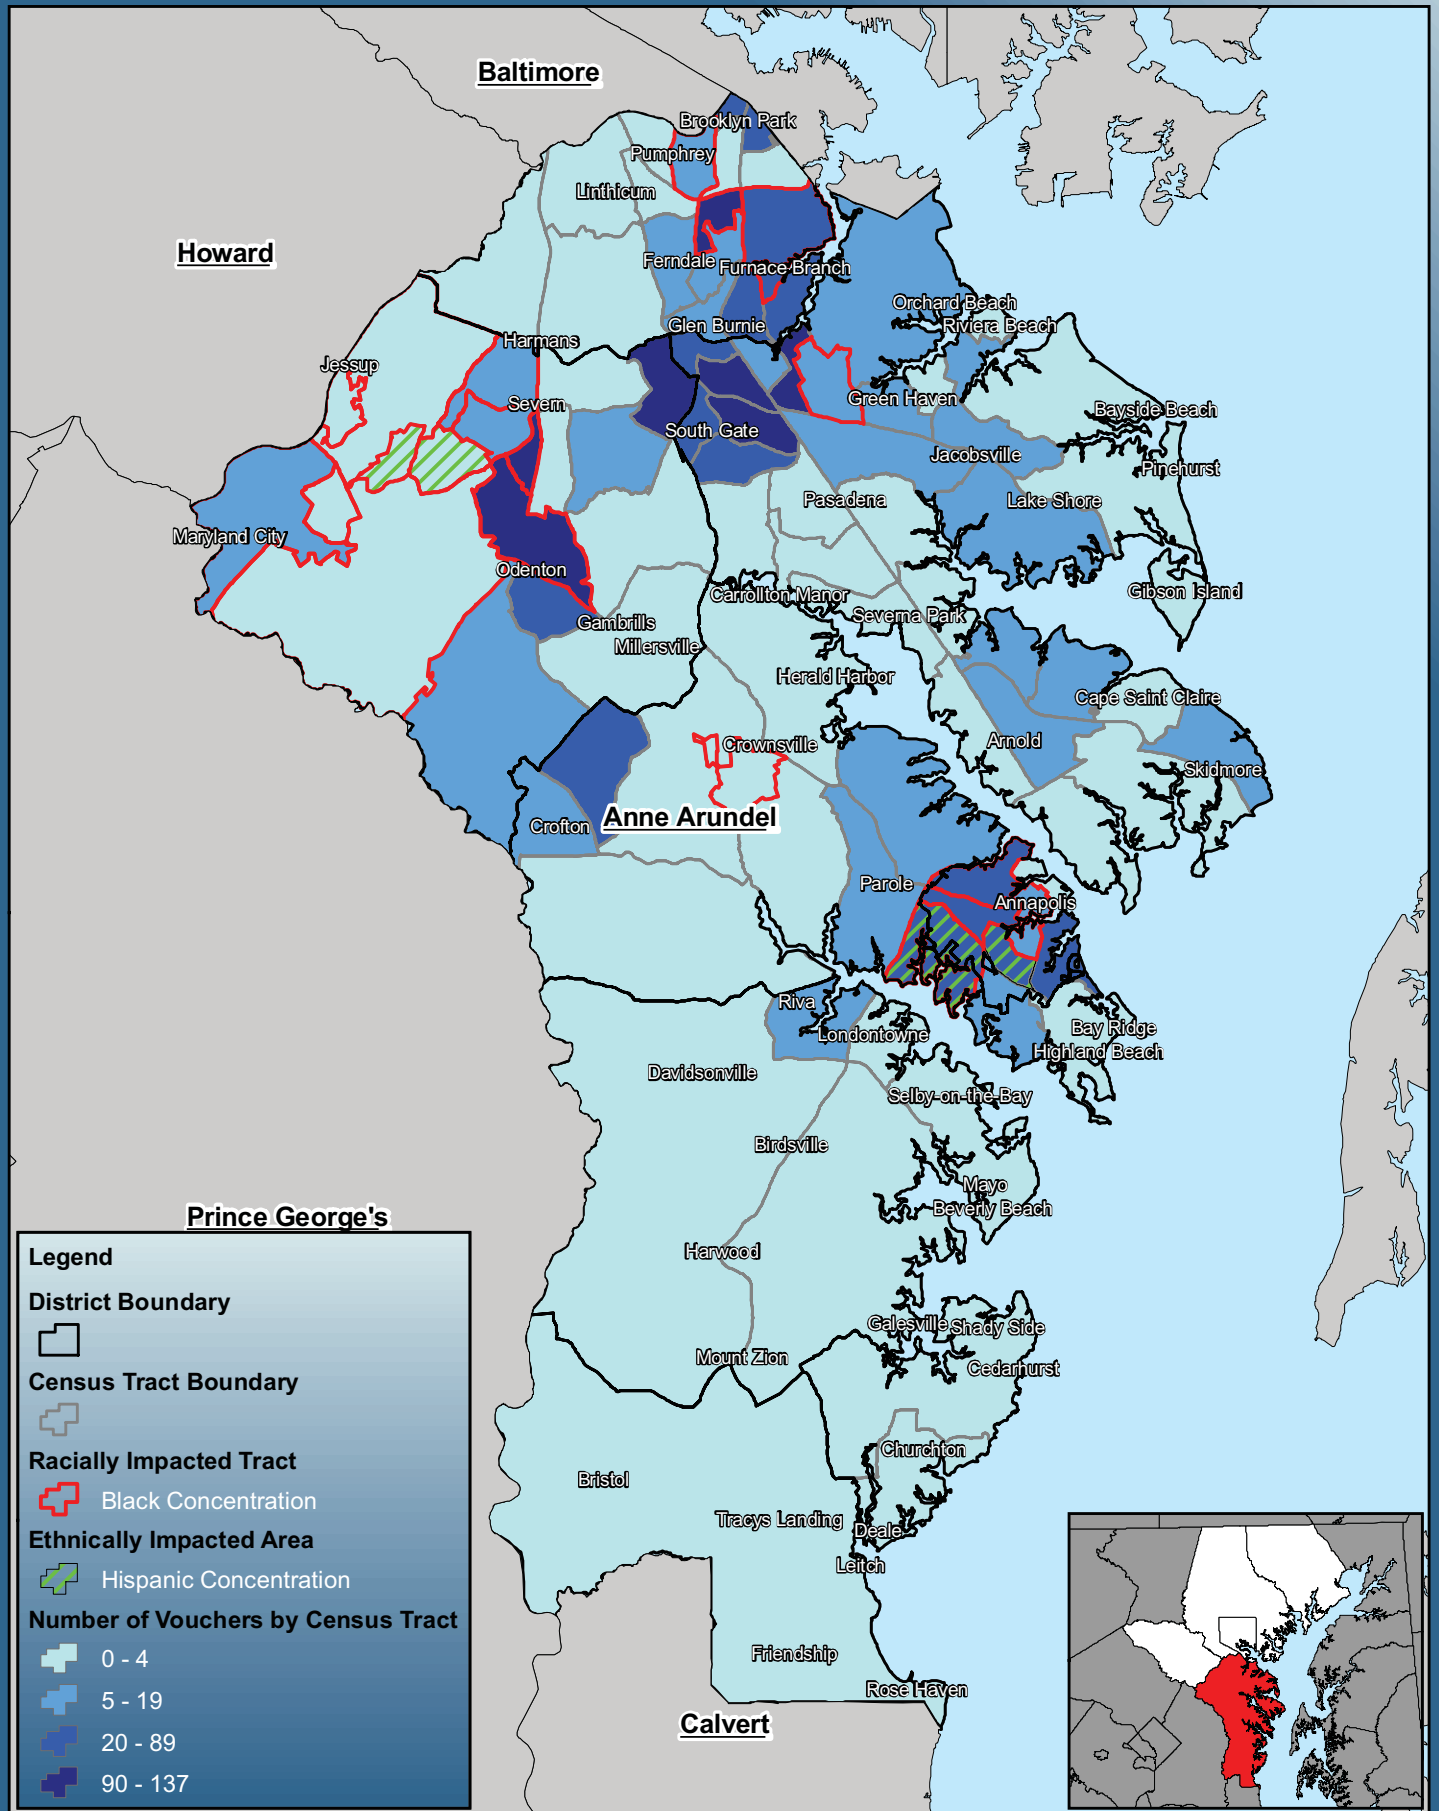 Baltimore
Brooklyn Park
Pumphrey
Linthicum
Howard
Ferndale
Furnace Branch
Orchard Beach
Riviera Beach
Glen Burnie
Harmans
Jessup
Severn
Green Haven
Bayside Beach
South Gate
Jacobsville
Pinehurst
Pasadena
Lake Shore
Maryland City
Odenton
Carrollton Manor
Gibson Island
Severna Park
Gambrills
Millersville
Herald Harbor
Cape Saint Claire
Crownsville
Arnold
Skidmore
Anne Arundel
Crofton
Parole
Annapolis
Riva
Londontowne
Bay Ridge
Highland Beach
Davidsonville
Selby-on-the-Bay
Birdsville
Mayo
Beverly Beach
Prince George's
Harwood
Galesville
Shady Side
Mount Zion
Cedarhurst
Churchton
Bristol
Tracys Landing
Deale
Leitch
Friendship
Rose Haven
Calvert
Legend
District Boundary
Census Tract Boundary
Racially Impacted Tract
Black Concentration
Ethnically Impacted Area
Hispanic Concentration
Number of Vouchers by Census Tract
0 - 4
5 - 19
20 - 89
90 - 137